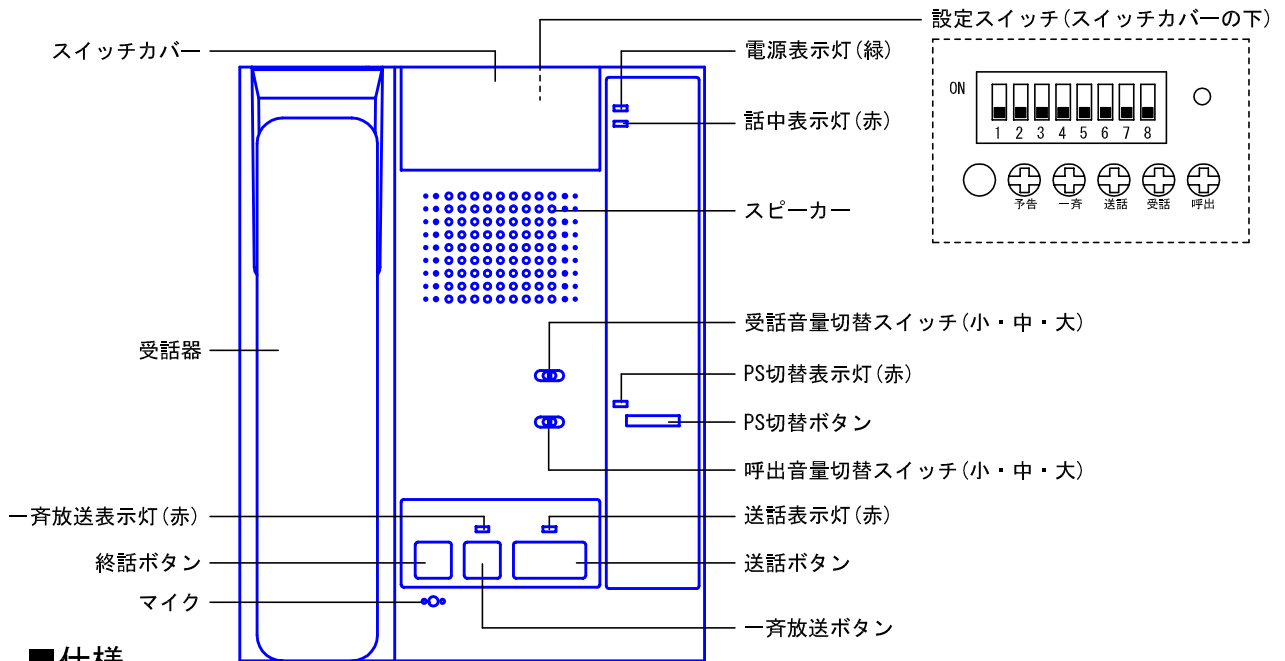 設定スイッチ(スイッチカバーの下)
スイッチカバー
電源表示灯(緑)
ON
話中表示灯(赤)
1 2 3 4 5 6 7 8
予告 一斉 送話 受話 呼出
スピーカー
受話音量切替スイッチ(小・中・大)
受話器
PS切替表示灯(赤)
PS切替ボタン
呼出音量切替スイッチ(小・中・大)
一斉放送表示灯(赤)
送話表示灯(赤)
終話ボタン
送話ボタン
マイク
一斉放送ボタン
■仕様